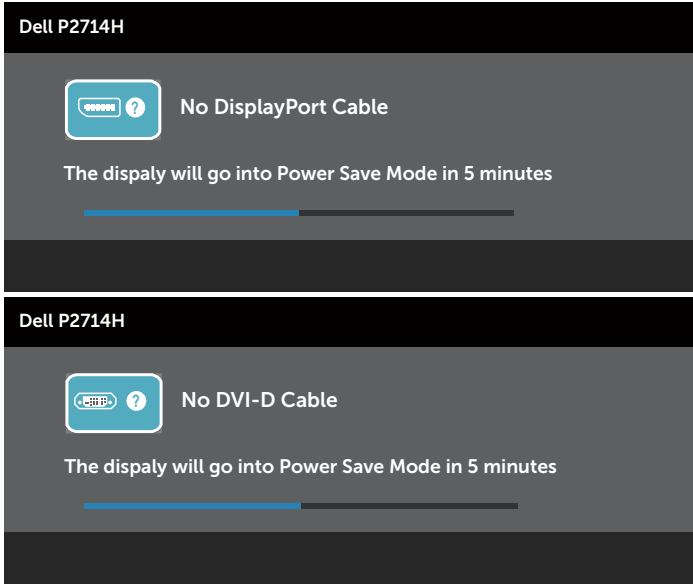 Dell P2714H
? No DisplayPort Cable
The dispaly will go into Power Save Mode in 5 minutes
Dell P2714H
? No DVI-D Cable
The dispaly will go into Power Save Mode in 5 minutes